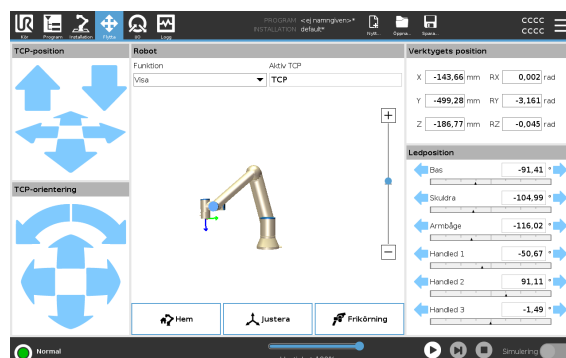 UR
PROGRAM <ej namngiven>*
INSTALLATION default*
CCCC
CCCC
Kör Program Installation Flytta I/O Logg Nytt... Öppna... Spara...
TCP-position
Robot
Verktygets position
Funktion Aktiv TCP
Visa TCP
X -143,66 mm RX 0,002 rad
Y -499,28 mm RY -3,161 rad
Z -186,77 mm RZ -0,045 rad
Ledposition
Bas -91,41 °
TCP-orientering
Skuldra -104,99 °
Armbåge -116,02 °
Handled 1 -50,67 °
Handled 2 91,11 °
Handled 3 -1,49 °
Hem Justera Frikörning
Normal
100%
Simulering